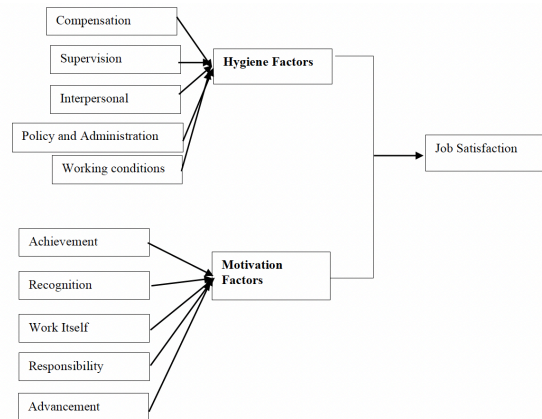 Compensation
Supervision
Hygiene Factors
Interpersonal
Policy and Administration
Working conditions
Job Satisfaction
Achievement
Recognition
Motivation
Factors
Work Itself
Responsibility
Advancement